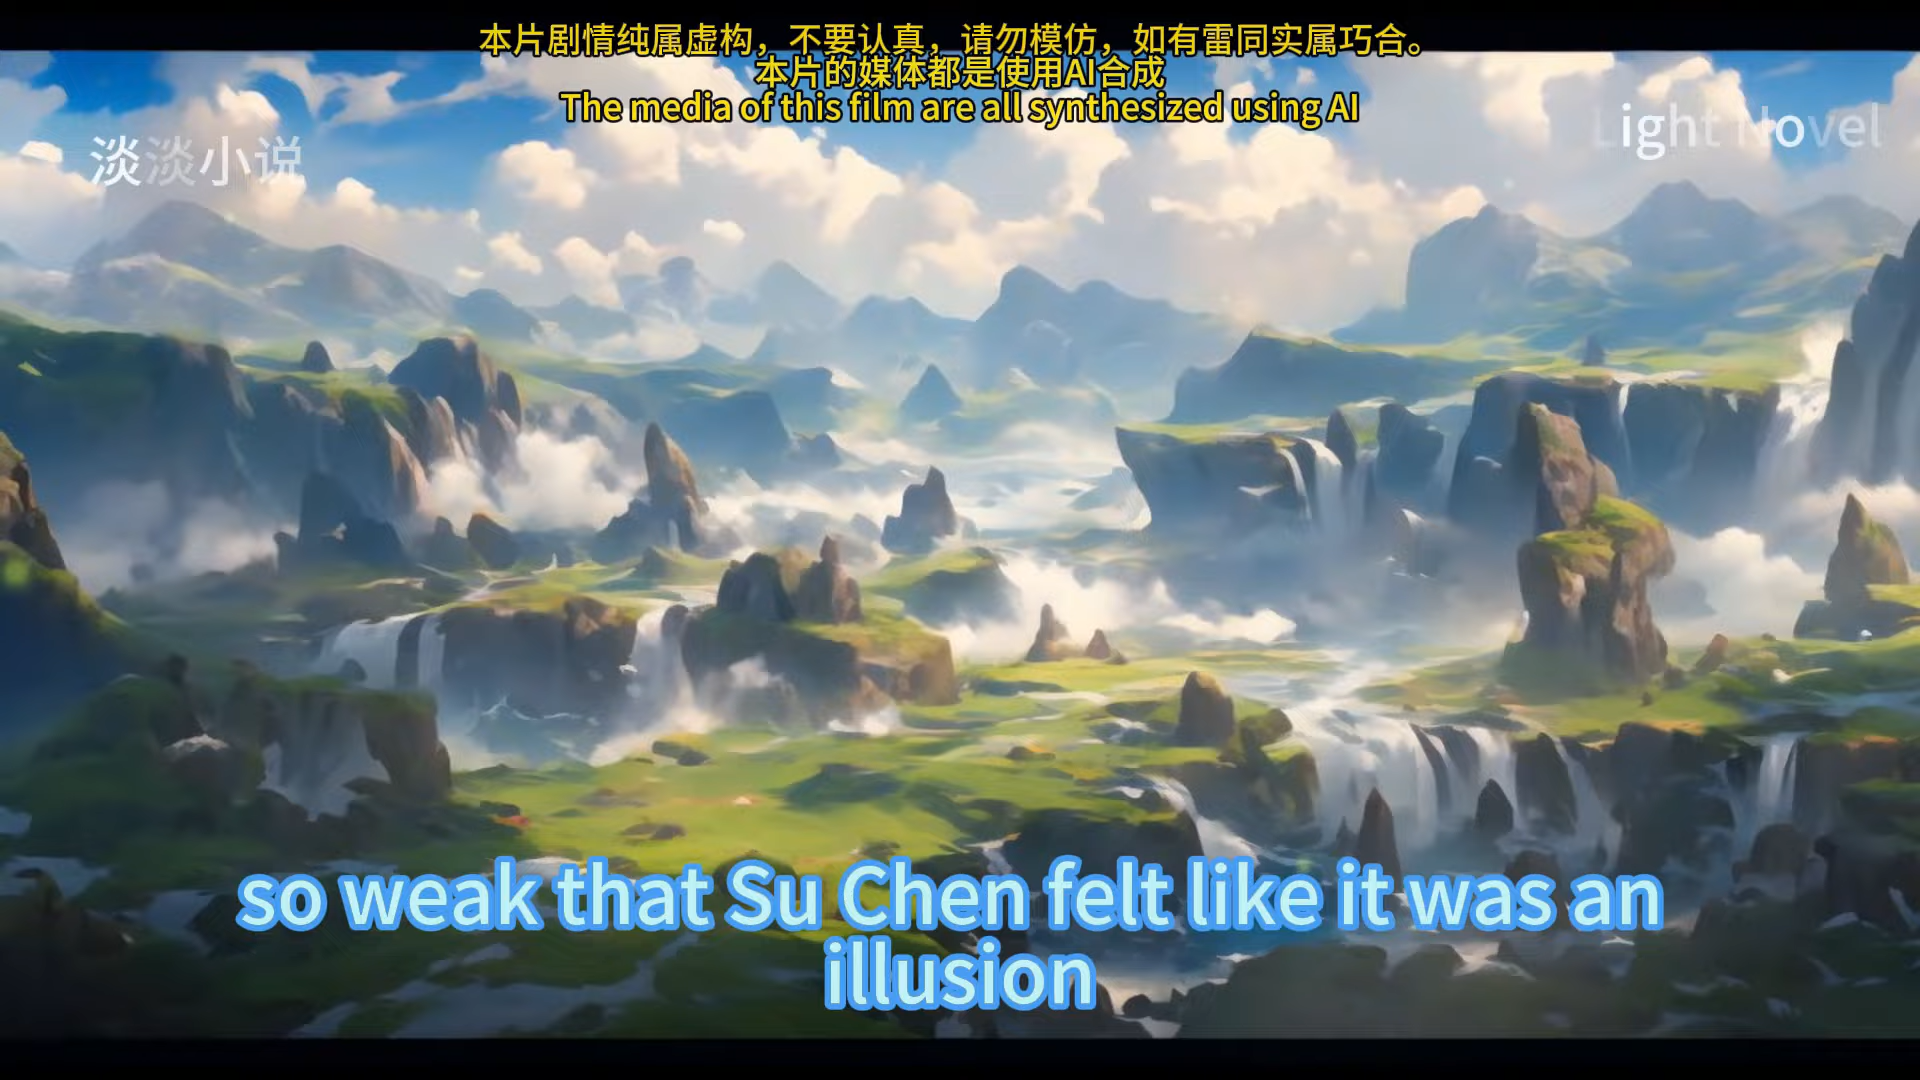 本片剧情纯属虚构，不要认真，请勿模仿，如有雷同实属巧合。
本片的媒体都是使用AI合成
The media of this film are all synthesized using AI
淡淡小说
Light Novel
so weak that Su Chen felt like it was an
illusion